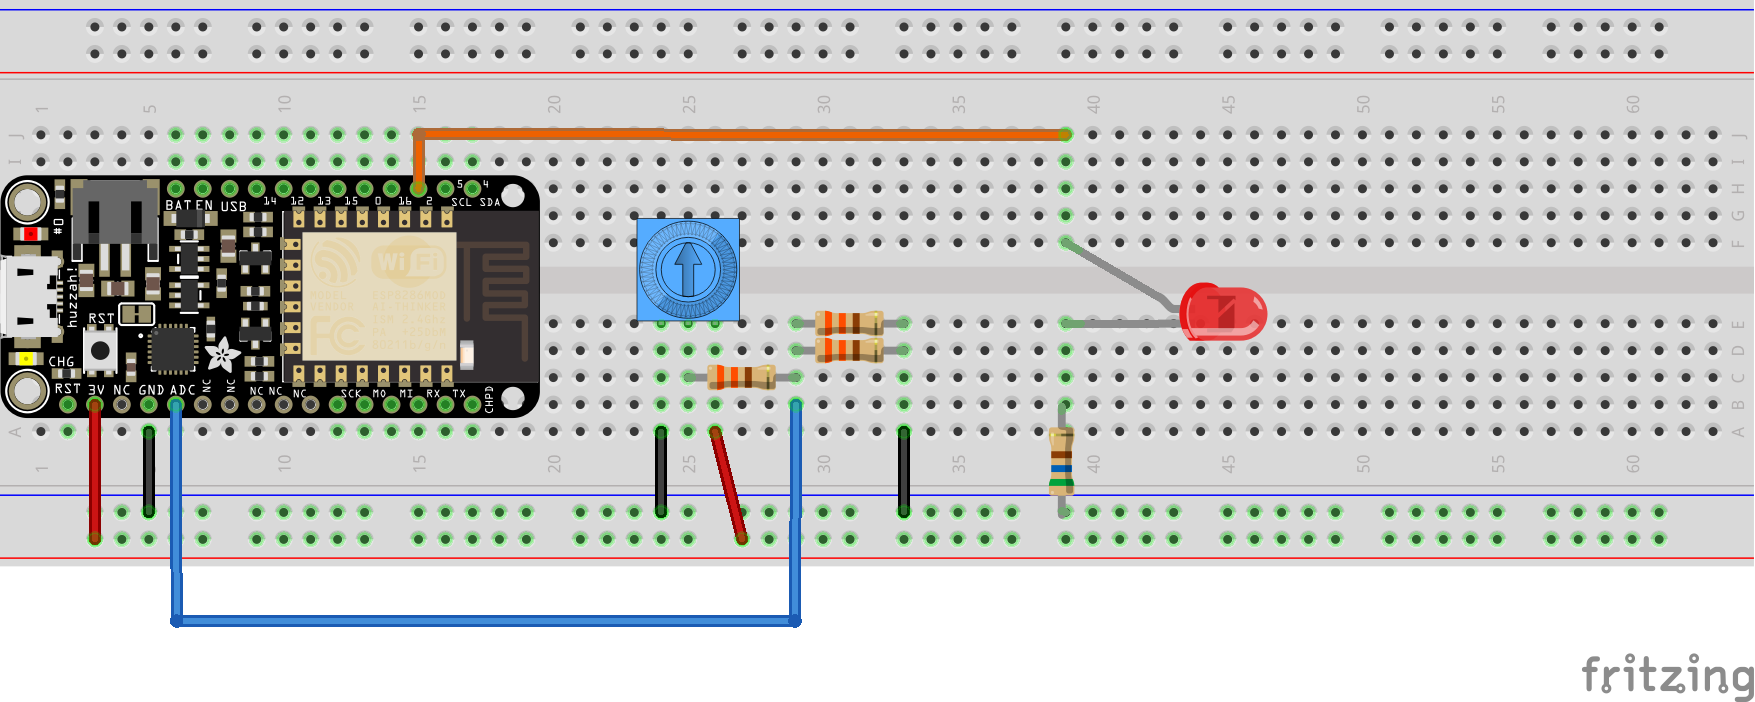 1 5 10 15 20 25 30 35 40 45 50 55 60
J J
I I
H
G
F
5 4
BAT EN USB 14 12 13 15 0 16 2 SCL SDA
#0
WiFi
huzzah!
FC
RST
CHG
E E
D D
C C
RST 3V NC GND ADC NC NC NC NC NC SCK MO MI RX TX CHPD
B
A A
1 10 15 20 25 30 35 40 45 50 55 60
fritzing